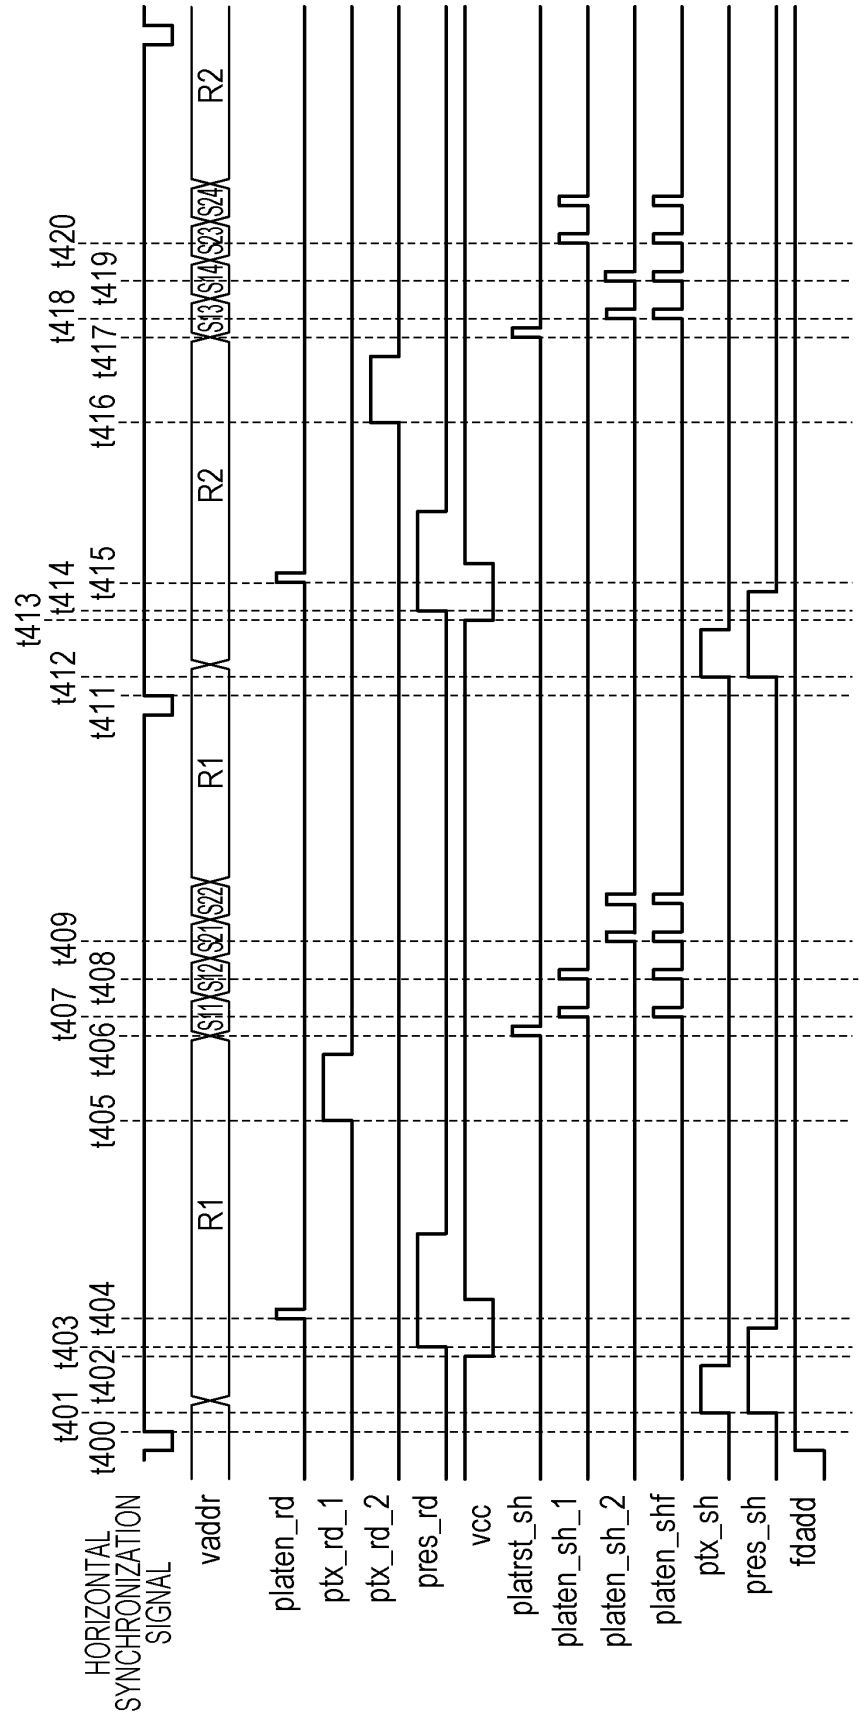 t400
t401
t402
t403
t404
t405
t406
t407
t408
t409
t411
t412
t413
t414
t415
t416
t417
t418
t419
t420
HORIZONTAL
SYNCHRONIZATION
SIGNAL
vaddr
R1
S11
S12
S21
S22
R1
R2
S13
S14
S23
S24
R2
platen_rd
ptx_rd_1
ptx_rd_2
pres_rd
vcc
platrst_sh
platen_sh_1
platen_sh_2
platen_shf
ptx_sh
pres_sh
fdadd